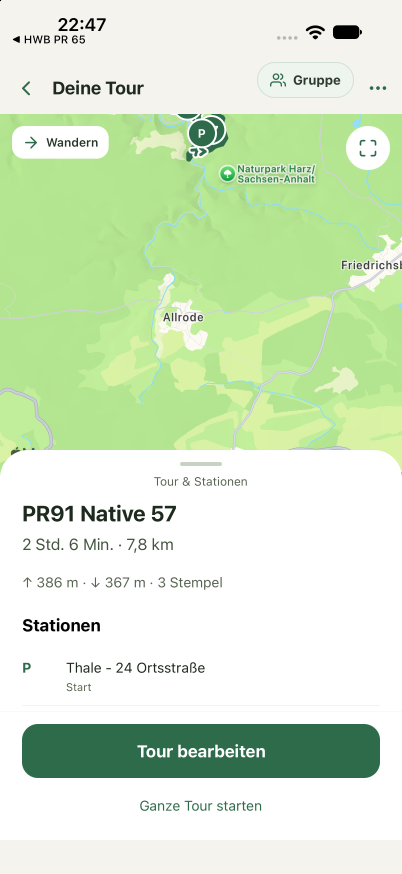 22:47
◀ HWB PR 65
Deine Tour
Gruppe
Wandern
P
Naturpark Harz/
Sachsen-Anhalt
Allrode
Tour & Stationen
PR91 Native 57
2 Std. 6 Min. · 7,8 km
↑ 386 m · ↓ 367 m · 3 Stempel
Stationen
P
Thale - 24 Ortsstraße
Start
Tour bearbeiten
Ganze Tour starten